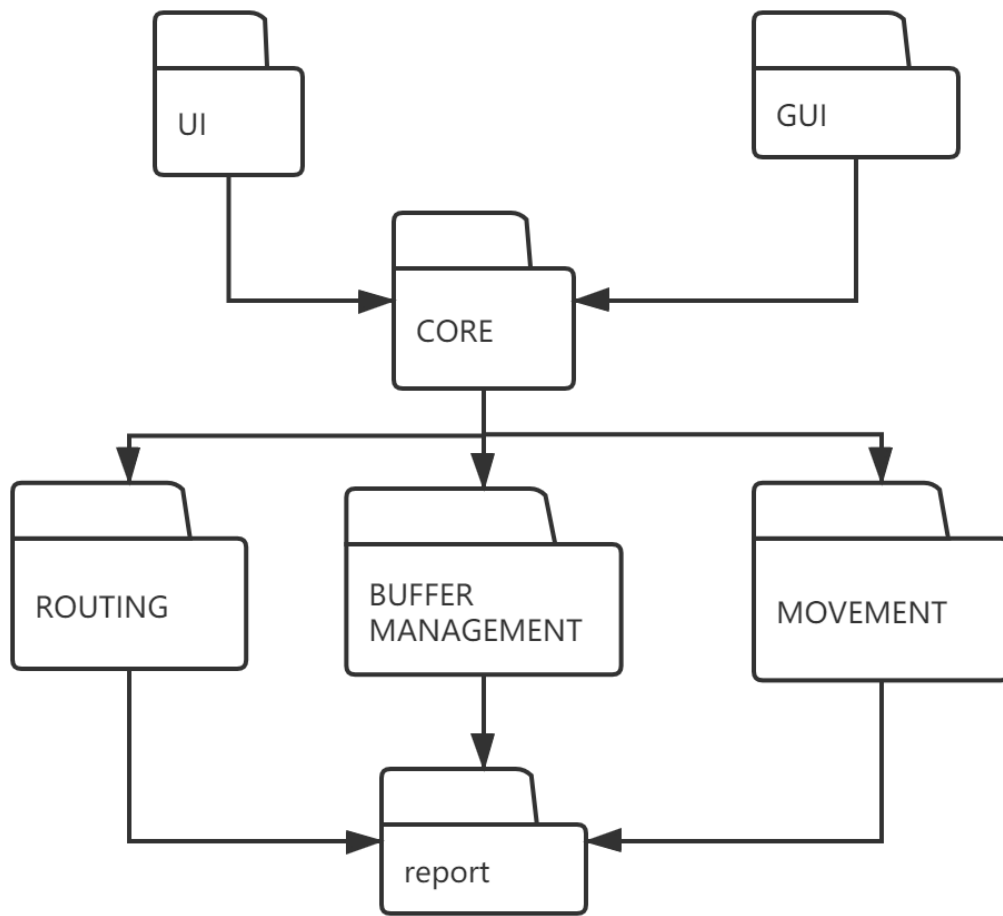 UI
GUI
CORE
ROUTING
BUFFER
MANAGEMENT
MOVEMENT
report